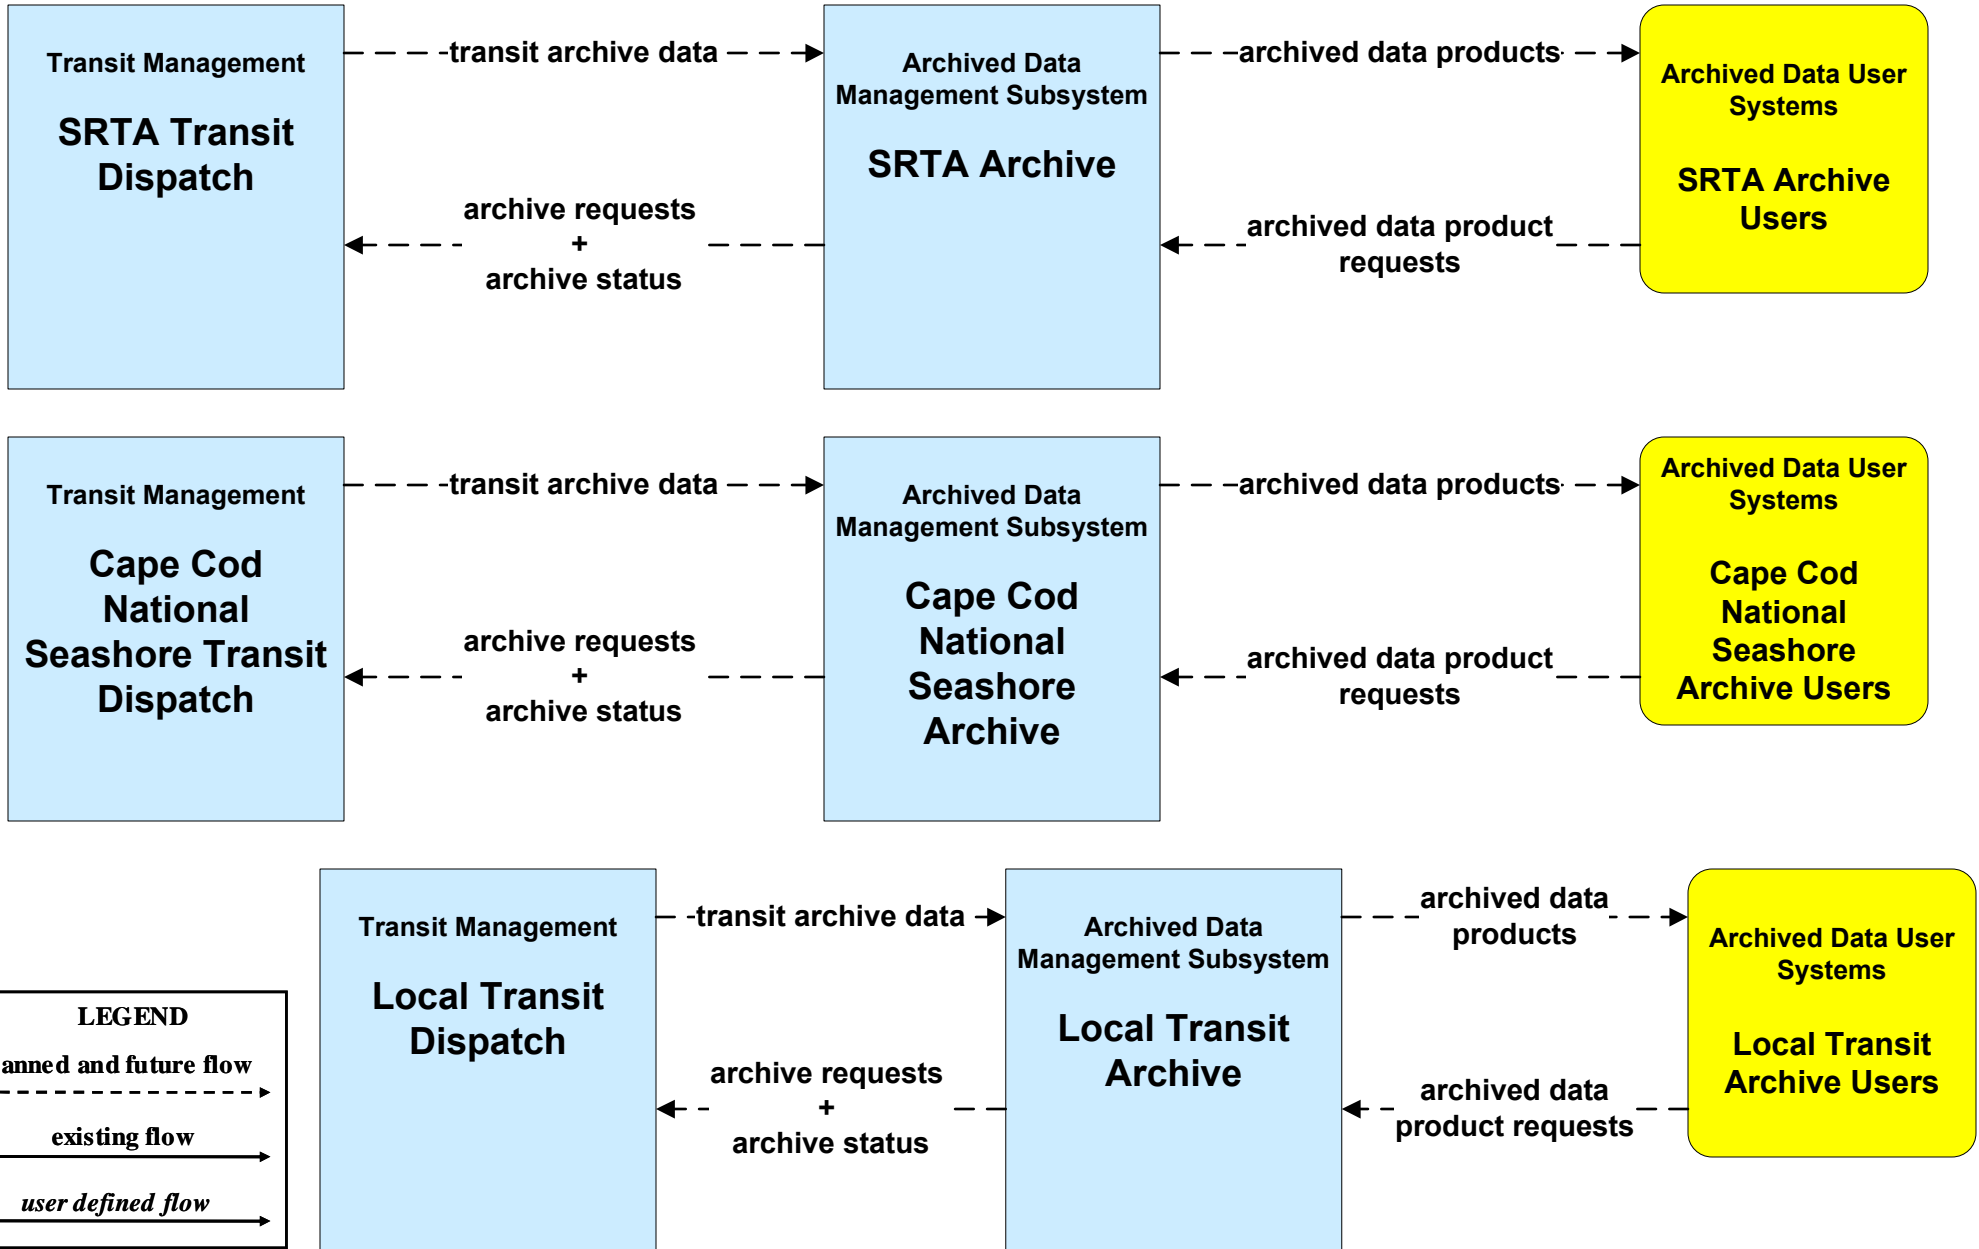 Transit Management
SRTA Transit
Dispatch
transit archive data
archive requests
+
archive status
Archived Data
Management Subsystem
SRTA Archive
archived data products
archived data product
requests
Archived Data User
Systems
SRTA Archive
Users
Transit Management
Cape Cod
National
Seashore Transit
Dispatch
transit archive data
archive requests
+
archive status
Archived Data
Management Subsystem
Cape Cod
National
Seashore
Archive
archived data products
archived data product
requests
Archived Data User
Systems
Cape Cod
National
Seashore
Archive Users
LEGEND
anned and future flow
existing flow
user defined flow
Transit Management
Local Transit
Dispatch
transit archive data
archive requests
+
archive status
Archived Data
Management Subsystem
Local Transit
Archive
archived data
products
archived data
product requests
Archived Data User
Systems
Local Transit
Archive Users